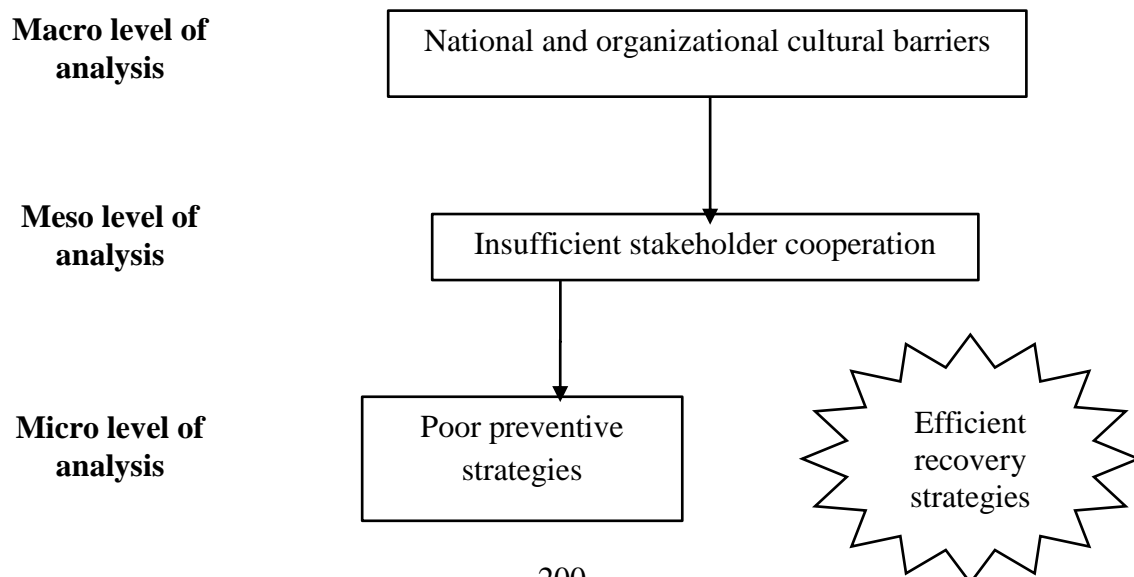 Macro level of
analysis
National and organizational cultural barriers
Meso level of
analysis
Insufficient stakeholder cooperation
Micro level of
analysis
Poor preventive
strategies
Efficient
recovery
strategies
200